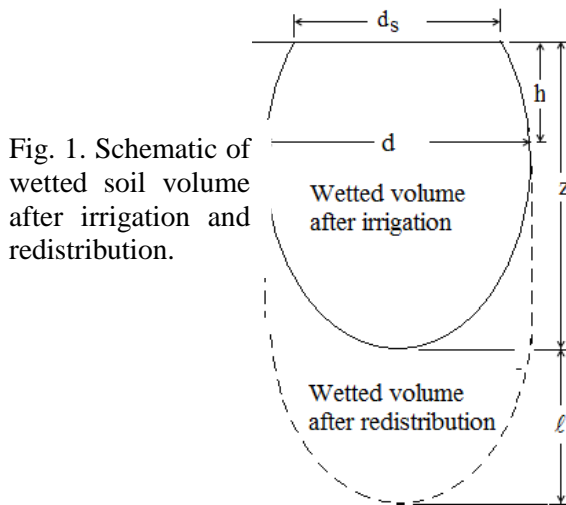 d_s
h
Fig. 1. Schematic of
wetted soil volume
after irrigation and
redistribution.
d
z
Wetted volume
after irrigation
Wetted volume
after redistribution
ℓ